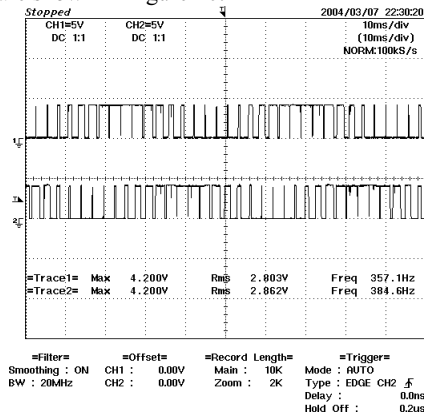 Stopped 2004/03/07 22:30:20
CH1=5V CH2=5V 10ms/div
DC 1:1 DC 1:1 (10ms/div)
NORM:100kS/s
=Trace1= Max 4.200V Rms 2.803V Freq 357.1Hz
=Trace2= Max 4.200V Rms 2.862V Freq 384.6Hz
=Filter= =Offset= =Record Length= =Trigger=
Smoothing : ON CH1 : 0.00V Main : 10K Mode : AUTO
BW : 20MHz CH2 : 0.00V Zoom : 2K Type : EDGE CH2
Delay : 0.0ns
Hold Off : 0.2us